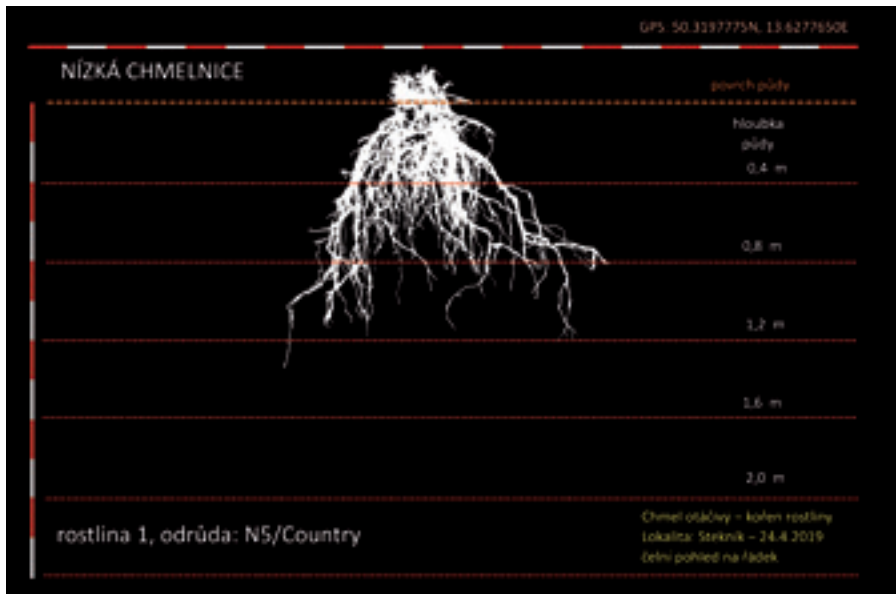 GPS: 50.3197775N, 13.6277650E
NÍZKÁ CHMELNICE
povrch půdy
hloubka
půdy
0,4 m
0,8 m
1,2 m
1,6 m
2,0 m
rostlina 1, odrůda: N5/Country
Chmel otáčivý – kořen rostliny
Lokalita: Stekník – 24.4.2019
čelní pohled na řádek